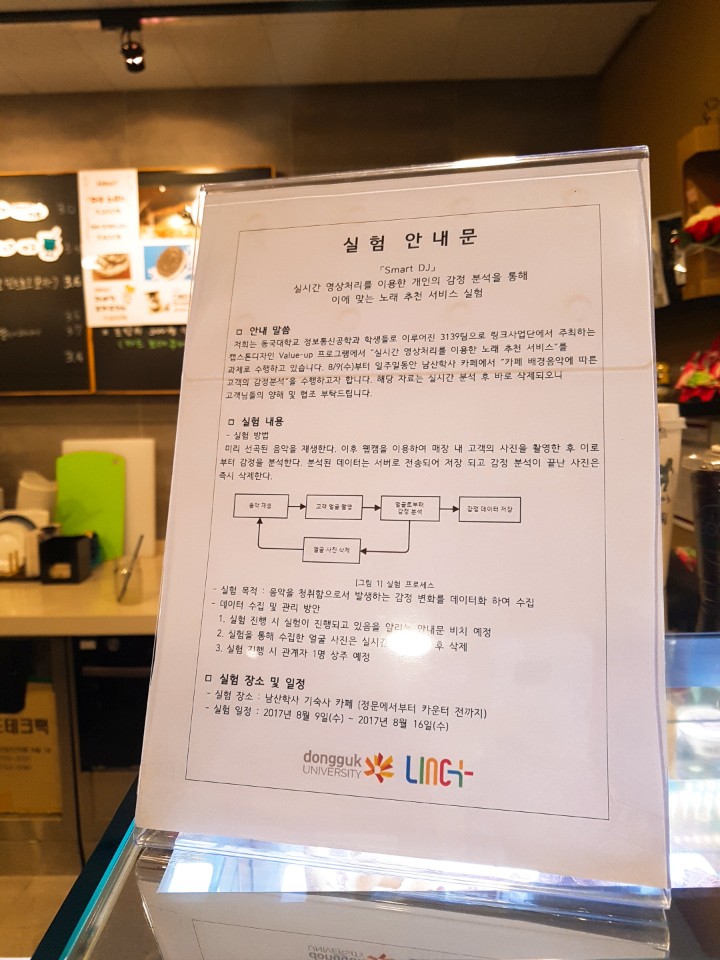 실 험 안 내 문
「Smart DJ」
실시간 영상처리를 이용한 개인의 감정 분석을 통해
이에 맞는 노래 추천 서비스 실험
□ 안내 말씀
저희는 동국대학교 정보통신공학과 학생들로 이루어진 3139팀으로 링크사업단에서 주최하는
캡스톤디자인 Value-up 프로그램에서 "실시간 영상처리를 이용한 노래 추천 서비스"를
과제로 수행하고 있습니다. 8/9(수)부터 일주일동안 남산학사 카페에서 "카페 배경음악에 따른
고객의 감정분석"을 수행하고자 합니다. 해당 자료는 실시간 분석 후 바로 삭제되오니
고객님들의 양해 및 협조 부탁드립니다.
□ 실험 내용
- 실험 방법
미리 선곡된 음악을 재생한다. 이후 웹캠을 이용하여 매장 내 고객의 사진을 촬영한 후 이로
부터 감정을 분석한다. 분석된 데이터는 서버로 전송되어 저장 되고 감정 분석이 끝난 사진은
즉시 삭제한다.
음악 재생
고객 얼굴 촬영
얼굴로부터
감정 분석
감정 데이터 저장
얼굴 사진 삭제
[그림 1] 실험 프로세스
- 실험 목적 : 음악을 청취함으로서 발생하는 감정 변화를 데이터화 하여 수집
- 데이터 수집 및 관리 방안
1. 실험 진행 시 실험이 진행되고 있음을 알리는 안내문 비치 예정
2. 실험을 통해 수집한 얼굴 사진은 실시간 후 삭제
3. 실험 진행 시 관계자 1명 상주 예정
□ 실험 장소 및 일정
- 실험 장소 : 남산학사 기숙사 카페 (정문에서부터 카운터 전까지)
- 실험 일정 : 2017년 8월 9일(수) ~ 2017년 8월 16일(수)
dongguk
UNIVERSITY
LINC+